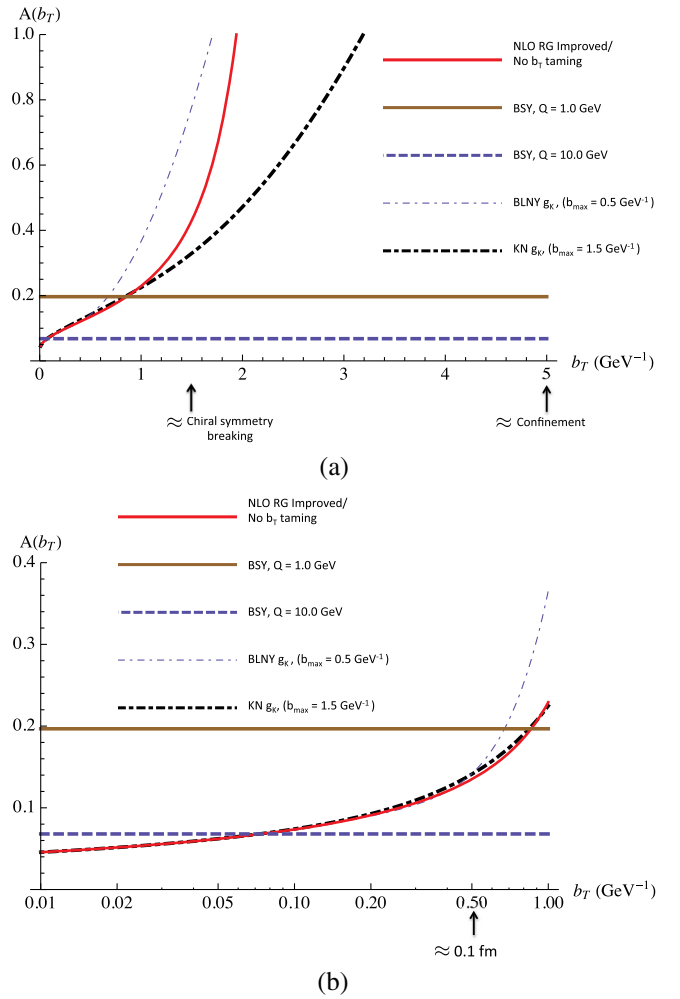 A(b_T)
1.0
0.8
0.6
0.4
0.2
0 1 2 3 4 5
b_T (GeV⁻¹)
NLO RG Improved/
No b_T taming
BSY, Q = 1.0 GeV
BSY, Q = 10.0 GeV
BLNY g_K , (b_max = 0.5 GeV⁻¹)
KN g_K, (b_max = 1.5 GeV⁻¹)
≈ Chiral symmetry
breaking
≈ Confinement
(a)
NLO RG Improved/
No b_T taming
A(b_T)
BSY, Q = 1.0 GeV
BSY, Q = 10.0 GeV
BLNY g_K , (b_max = 0.5 GeV⁻¹)
KN g_K, (b_max = 1.5 GeV⁻¹)
0.4
0.3
0.2
0.1
0.01 0.02 0.05 0.10 0.20 0.50 1.00
b_T (GeV⁻¹)
≈ 0.1 fm
(b)